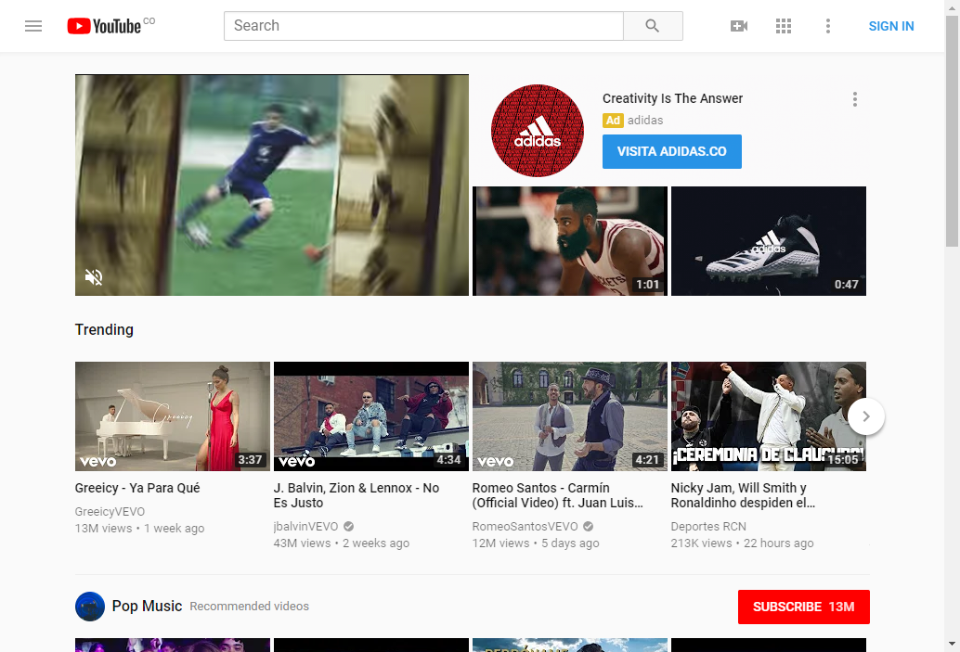 YouTube CO
Search
SIGN IN
Creativity Is The Answer
Ad adidas
VISITA ADIDAS.CO
adidas
adidas
1:01
0:47
Trending
Greeicy
vevo
3:37
vevo
4:34
vevo
4:21
¡CEREMONIA DE CLAUSURA!
15:05
Greeicy - Ya Para Qué
GreeicyVEVO
13M views • 1 week ago
J. Balvin, Zion & Lennox - No
Es Justo
jbalvinVEVO
43M views • 2 weeks ago
Romeo Santos - Carmín
(Official Video) ft. Juan Luis...
RomeoSantosVEVO
12M views • 5 days ago
Nicky Jam, Will Smith y
Ronaldinho despiden el...
Deportes RCN
213K views • 22 hours ago
Pop Music Recommended videos
SUBSCRIBE 13M